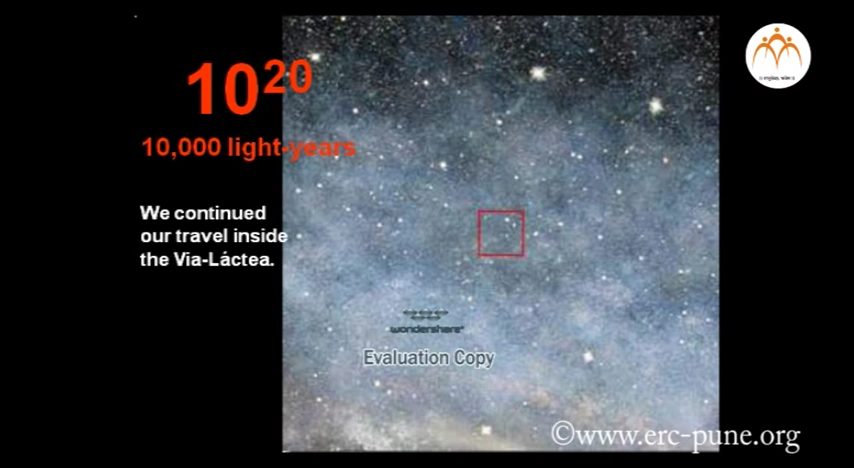 10²⁰
10,000 light-years
We continued
our travel inside
the Via-Láctea.
wondershare®
Evaluation Copy
©www.erc-pune.org